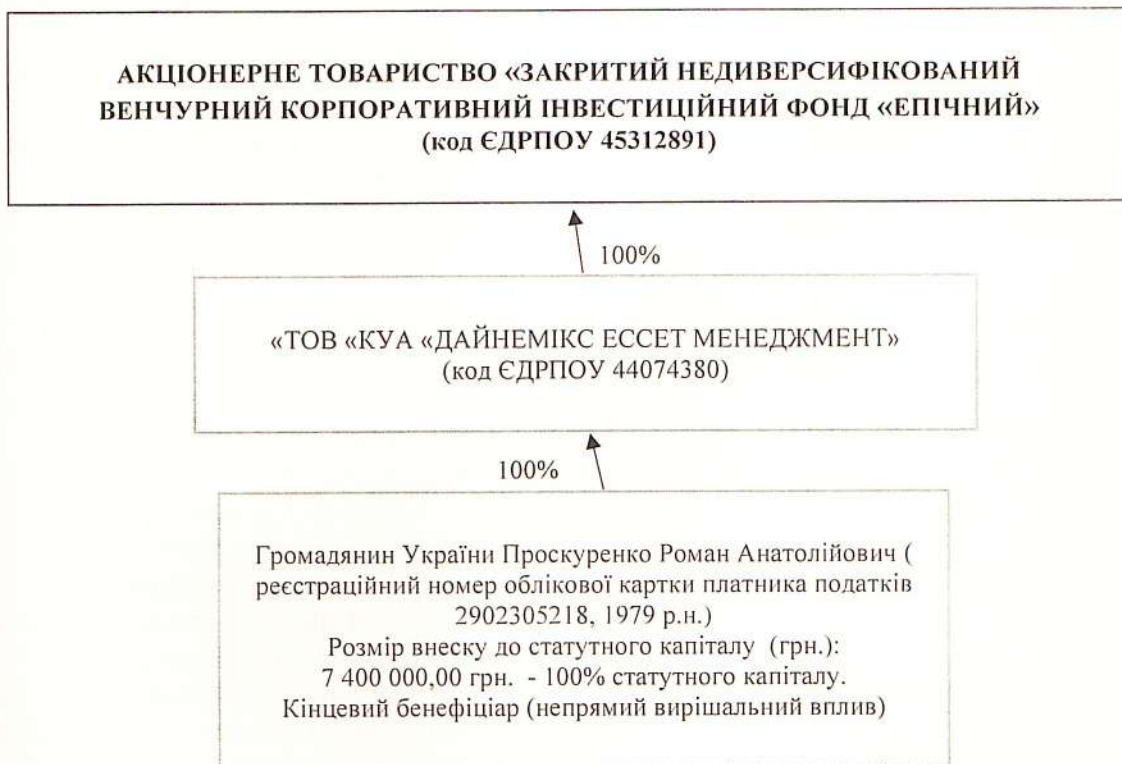 АКЦІОНЕРНЕ ТОВАРИСТВО «ЗАКРИТИЙ НЕДИВЕРСИФІКОВАНИЙ
ВЕНЧУРНИЙ КОРПОРАТИВНИЙ ІНВЕСТИЦІЙНИЙ ФОНД «ЕПІЧНИЙ»
(код ЄДРПОУ 45312891)
100%
«ТОВ «КУА «ДАЙНЕМІКС ЕССЕТ МЕНЕДЖМЕНТ»
(код ЄДРПОУ 44074380)
100%
Громадянин України Проскуренко Роман Анатолійович (
реєстраційний номер облікової картки платника податків
2902305218, 1979 р.н.)
Розмір внеску до статутного капіталу (грн.):
7 400 000,00 грн. - 100% статутного капіталу.
Кінцевий бенефіціар (непрямий вирішальний вплив)